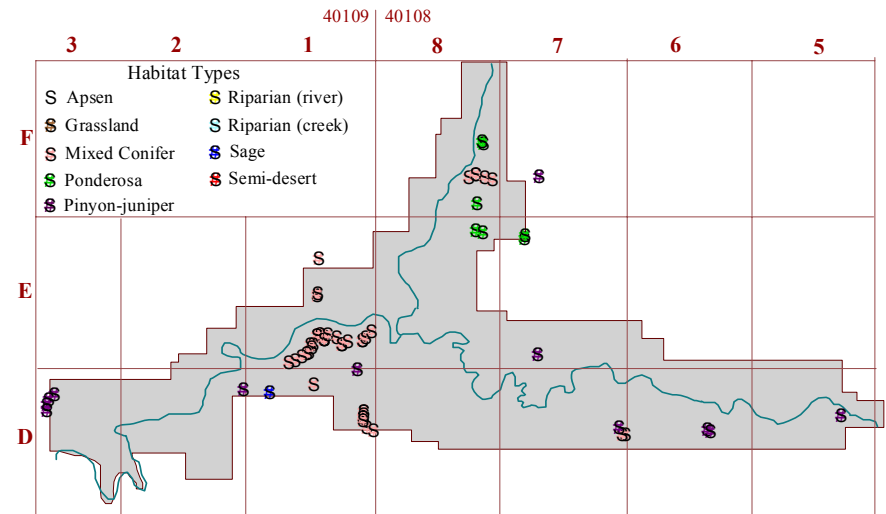 40109 40108
3 2 1 8 7 6 5
Habitat Types
S Apsen S Riparian (river)
S Grassland S Riparian (creek)
S Mixed Conifer S Sage
S Ponderosa S Semi-desert
S Pinyon-juniper
F
E
D